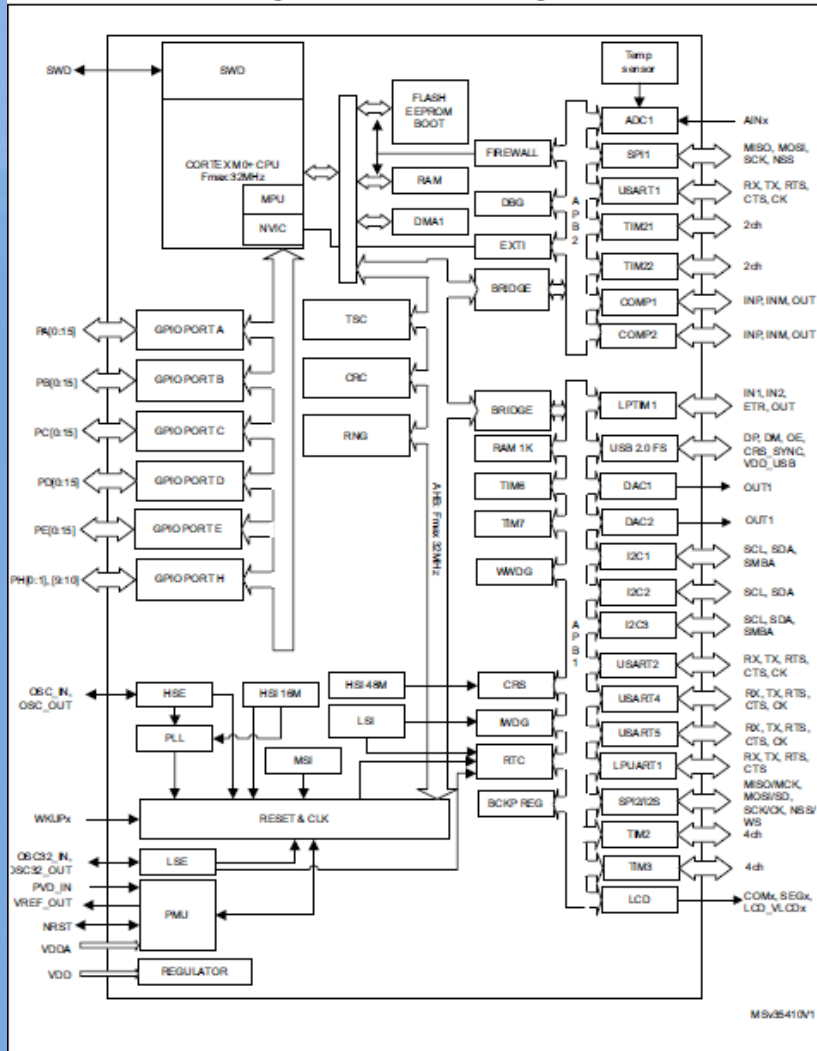 SWD
SWD
CORTEX M0+ CPU
Fmax:32MHz
MPU
NVIC
FLASH
EEPROM
BOOT
RAM
DMA1
FIREWALL
DBG
EXTI
BRIDGE
APB2
Temp
sensor
ADC1
AINx
SPI1
MISO, MOSI,
SCK, NSS
USART1
RX, TX, RTS,
CTS, CK
TIM21
2ch
TIM22
2ch
COMP1
INP, INM, OUT
COMP2
INP, INM, OUT
PA[0:15]
GPIO PORT A
PB[0:15]
GPIO PORT B
PC[0:15]
GPIO PORT C
PD[0:15]
GPIO PORT D
PE[0:15]
GPIO PORT E
PH[0:1], [9:10]
GPIO PORT H
TSC
CRC
RNG
AHB: Fmax 32MHz
BRIDGE
RAM 1K
TIM6
TIM7
WWDG
APB1
LPTIM1
IN1, IN2,
ETR, OUT
USB 2.0 FS
DP, DM, OE,
CRS_SYNC,
VDD_USB
DAC1
OUT1
DAC2
OUT1
I2C1
SCL, SDA,
SMBA
I2C2
SCL, SDA
I2C3
SCL, SDA,
SMBA
USART2
RX, TX, RTS,
CTS, CK
USART4
RX, TX, RTS,
CTS, CK
USART5
RX, TX, RTS,
CTS, CK
LPUART1
RX, TX, RTS,
CTS
SPI2/I2S
MISO/MCK,
MOSI/SD,
SCK/CK, NSS/
WS
TIM2
4ch
TIM3
4ch
LCD
COMx, SEGx,
LCD_VLCDx
OSC_IN,
OSC_OUT
HSE
HSI 16M
PLL
MSI
HSI 48M
LSI
CRS
IWDG
RTC
BCKP REG
WKUPx
RESET & CLK
OSC32_IN,
OSC32_OUT
LSE
PVD_IN
VREF_OUT
NRST
VDDA
PMU
VDD
REGULATOR
MSv35410V1